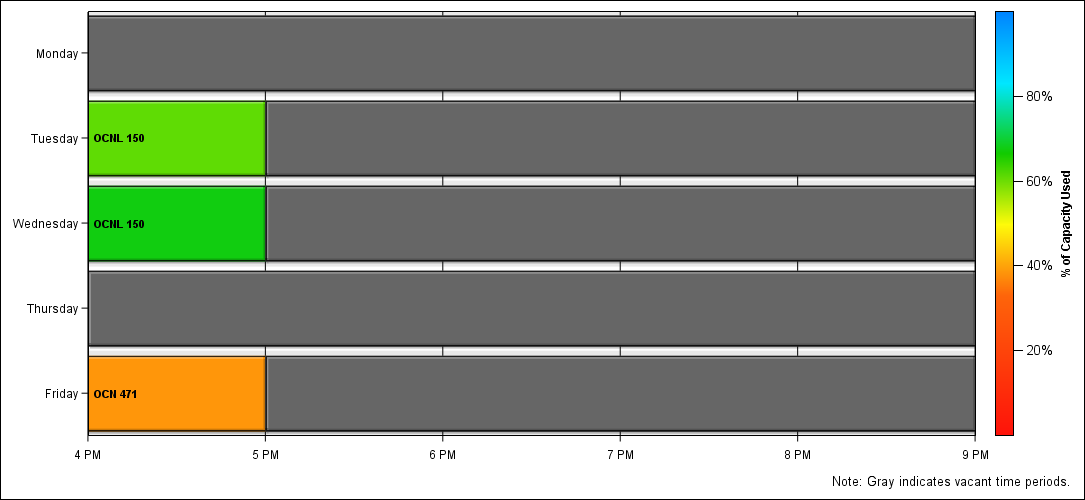 Monday
Tuesday
OCNL 150
Wednesday
OCNL 150
Thursday
Friday
OCN 471
4 PM
5 PM
6 PM
7 PM
8 PM
9 PM
80%
60%
40%
20%
% of Capacity Used
Note: Gray indicates vacant time periods.